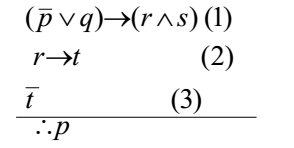 (p̅ ∨ q)→(r ∧ s) (1)
r→t (2)
t̅ (3)
∴p